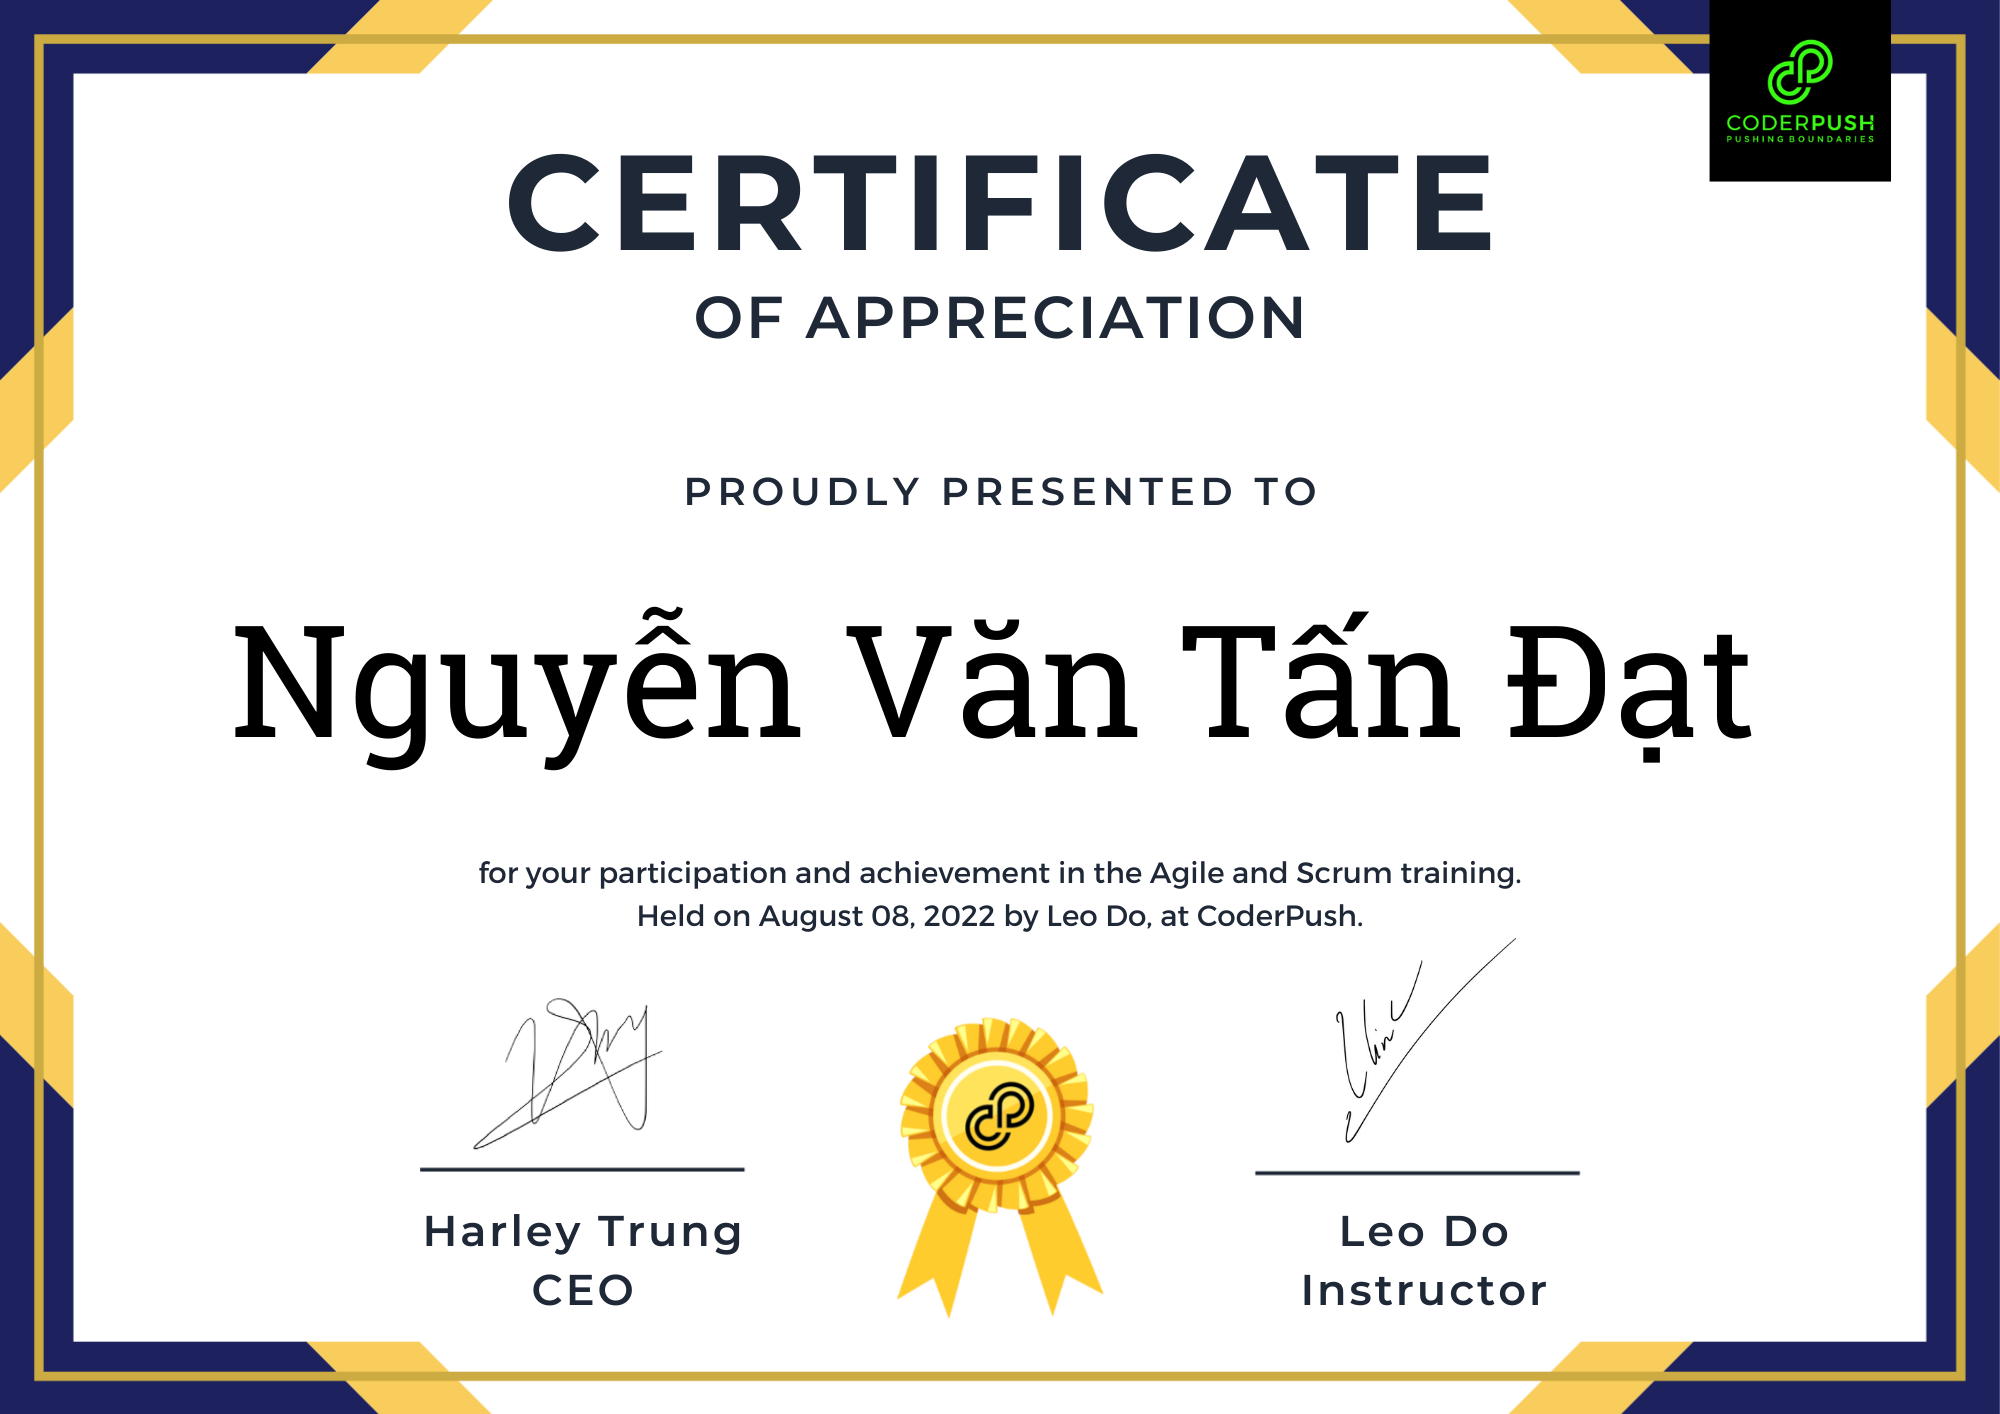 CODERPUSH
PUSHING BOUNDARIES
CERTIFICATE
OF APPRECIATION
PROUDLY PRESENTED TO
Nguyễn Văn Tấn Đạt
for your participation and achievement in the Agile and Scrum training.
Held on August 08, 2022 by Leo Do, at CoderPush.
Harley Trung
CEO
Leo Do
Instructor